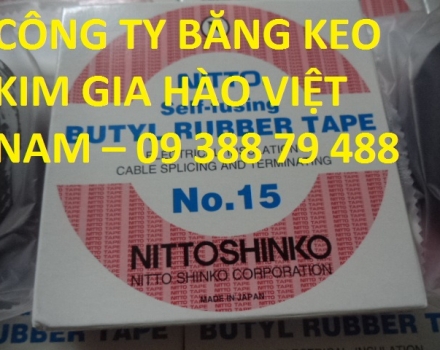 CÔNG TY BĂNG KEO
KIM GIA HÀO VIỆT
NAM – 09 388 79 488
NITTO
Self-fusing
BUTYL RUBBER TAPE
CABLE SPLICING AND TERMINATING
No.15
NITTOSHINKO
NITTO SHINKO CORPORATION
MADE IN JAPAN
RUBBER TAPE
BUTYL RUBBER